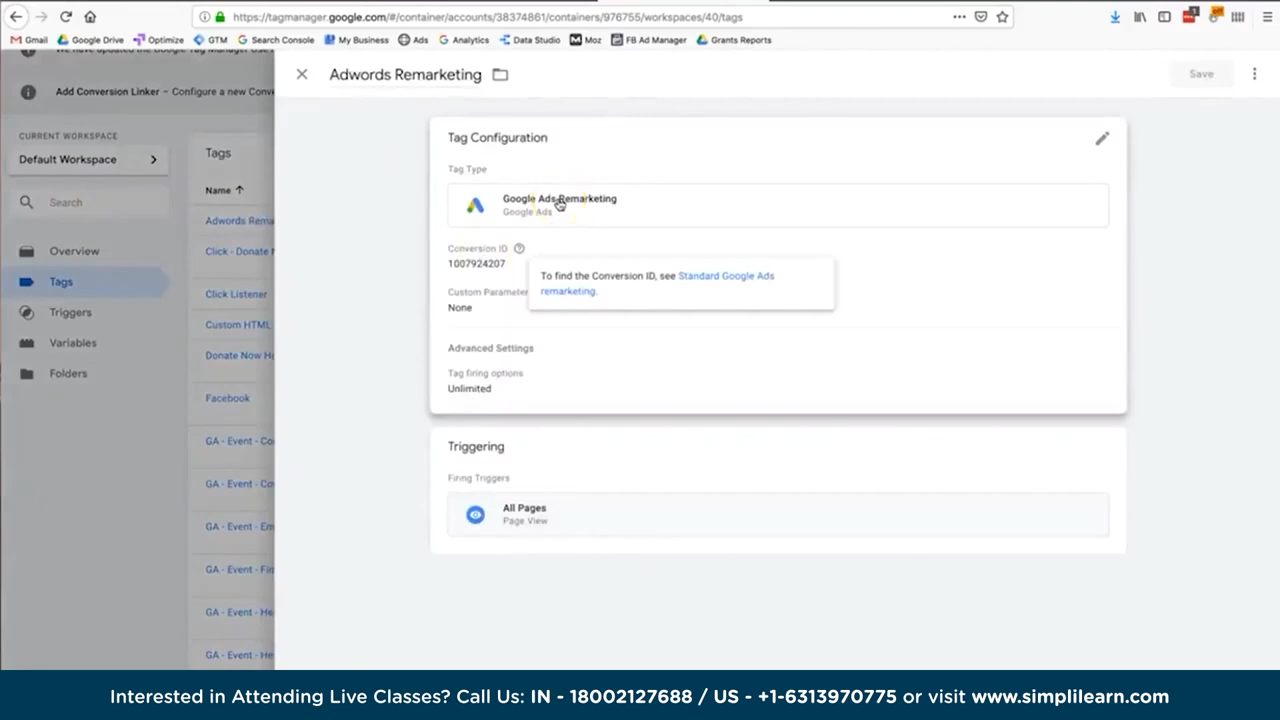 https://tagmanager.google.com/#/container/accounts/38374861/containers/976755/workspaces/40/tags
Gmail Google Drive Optimize GTM Search Console My Business Ads Analytics Data Studio Moz FB Ad Manager Grants Reports
Adwords Remarketing
Save
Add Conversion Linker – Configure a new Conve
CURRENT WORKSPACE
Default Workspace
Search
Overview
Tags
Triggers
Variables
Folders
Tags
Name
Adwords Rema
Click - Donate N
Click Listener
Custom HTML
Donate Now He
Facebook
GA - Event - Co
GA - Event - Co
GA - Event - Em
GA - Event - Fin
GA - Event - He
GA - Event - He
Tag Configuration
Tag Type
Google Ads Remarketing
Google Ads
Conversion ID
1007924207
To find the Conversion ID, see Standard Google Ads
remarketing.
Custom Parameter
None
Advanced Settings
Tag firing options
Unlimited
Triggering
Firing Triggers
All Pages
Page View
Interested in Attending Live Classes? Call Us: IN - 18002127688 / US - +1-6313970775 or visit www.simplilearn.com